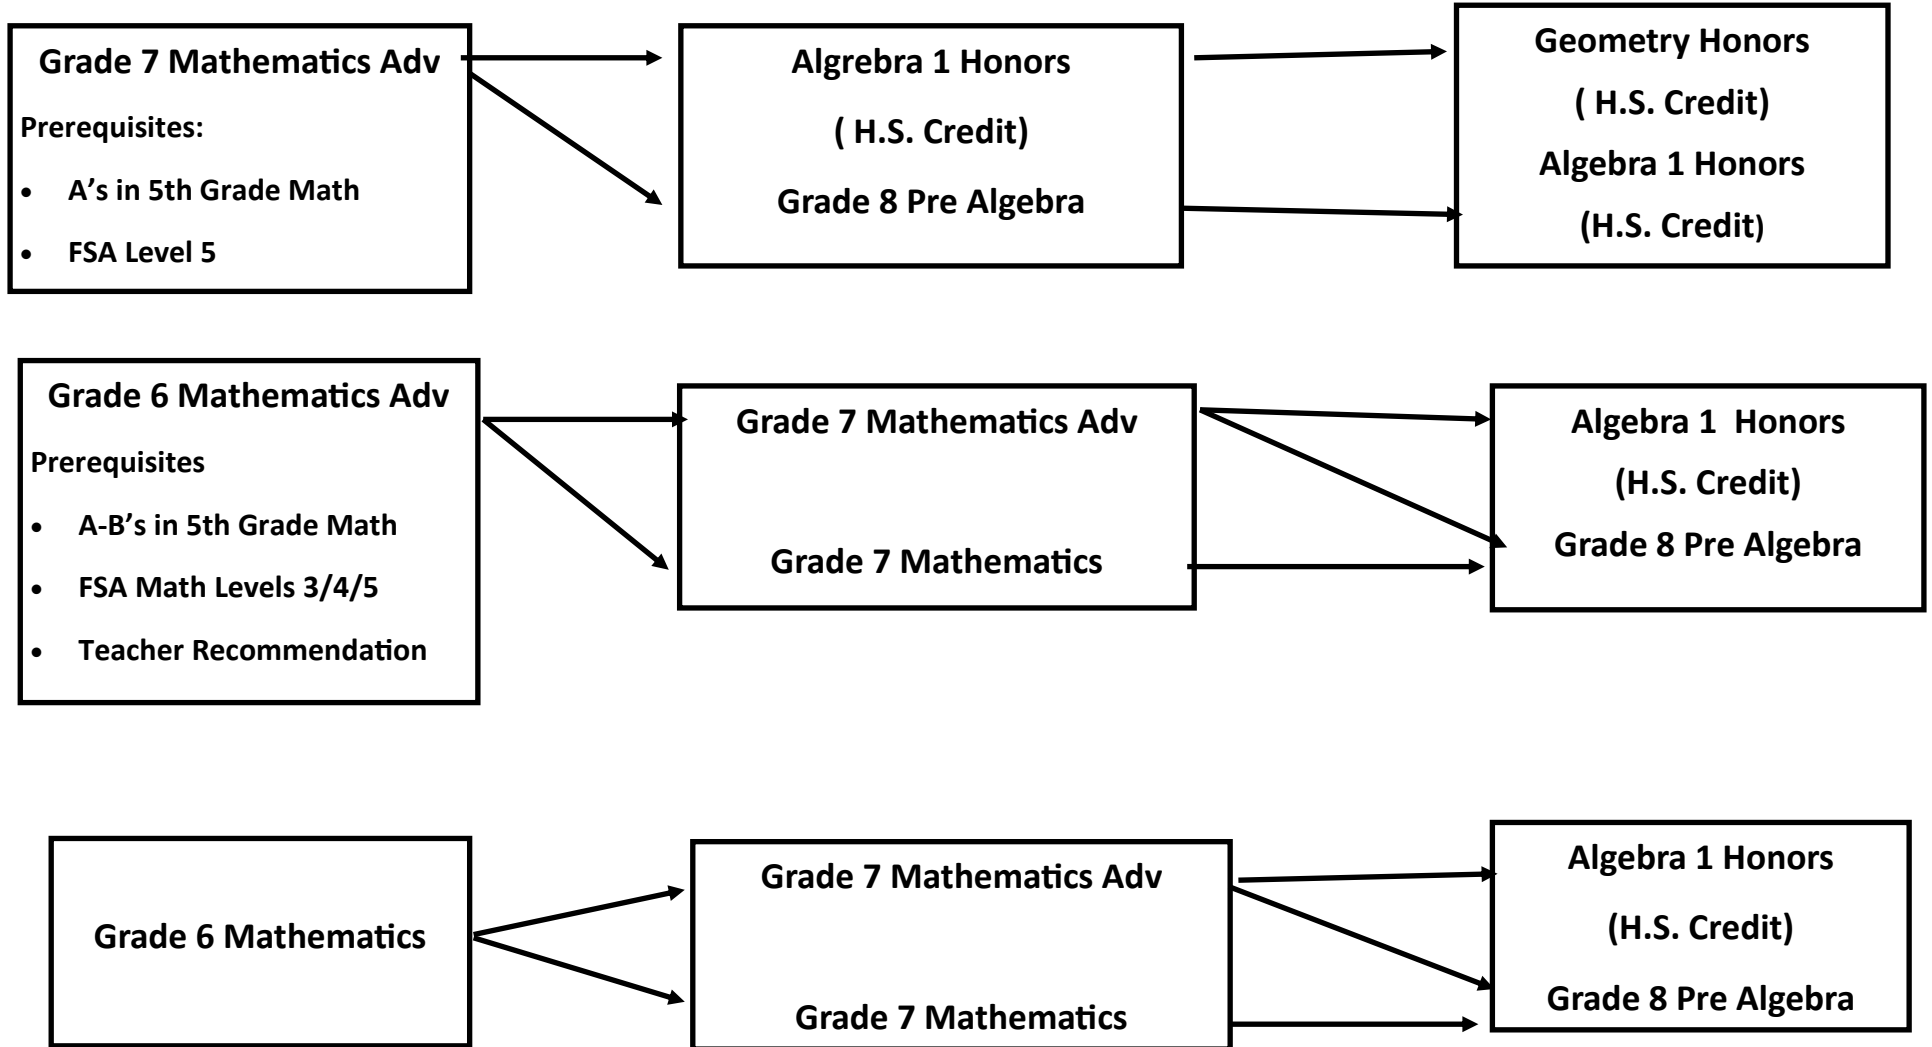 Grade 7 Mathematics Adv
Prerequisites:
• A’s in 5th Grade Math
• FSA Level 5
Algrebra 1 Honors
( H.S. Credit)
Grade 8 Pre Algebra
Geometry Honors
( H.S. Credit)
Algebra 1 Honors
(H.S. Credit)
Grade 6 Mathematics Adv
Prerequisites
• A-B’s in 5th Grade Math
• FSA Math Levels 3/4/5
• Teacher Recommendation
Grade 7 Mathematics Adv
Grade 7 Mathematics
Algebra 1 Honors
(H.S. Credit)
Grade 8 Pre Algebra
Grade 6 Mathematics
Grade 7 Mathematics Adv
Grade 7 Mathematics
Algebra 1 Honors
(H.S. Credit)
Grade 8 Pre Algebra